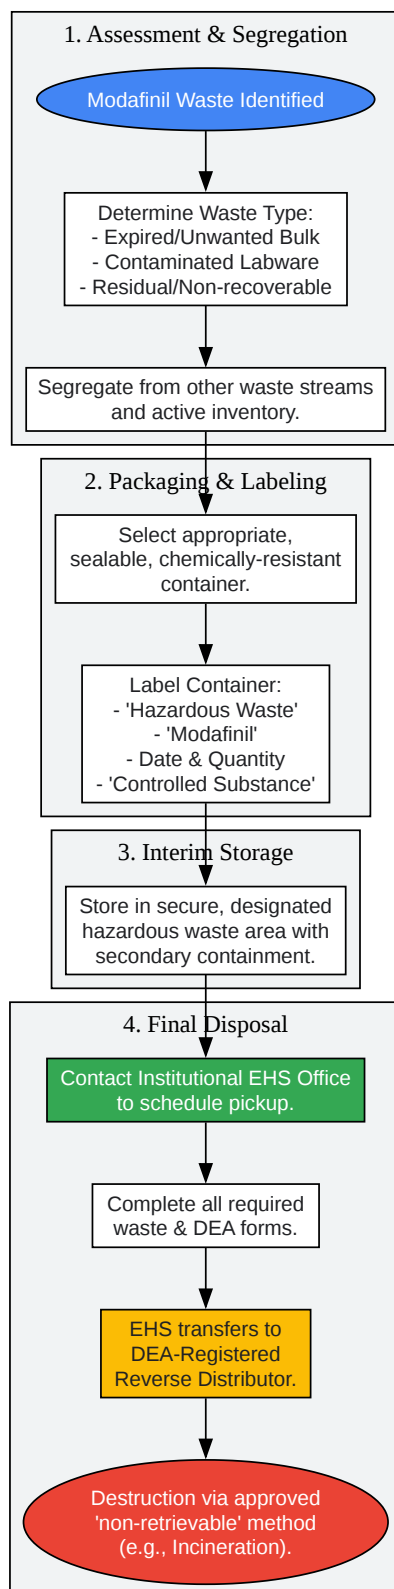 1. Assessment & Segregation
Modafinil Waste Identified
Determine Waste Type:
- Expired/Unwanted Bulk
- Contaminated Labware
- Residual/Non-recoverable
Segregate from other waste streams
and active inventory.
2. Packaging & Labeling
Select appropriate,
sealable, chemically-resistant
container.
Label Container:
- 'Hazardous Waste'
- 'Modafinil'
- Date & Quantity
- 'Controlled Substance'
3. Interim Storage
Store in secure, designated
hazardous waste area with
secondary containment.
4. Final Disposal
Contact Institutional EHS Office
to schedule pickup.
Complete all required
waste & DEA forms.
EHS transfers to
DEA-Registered
Reverse Distributor.
Destruction via approved
'non-retrievable' method
(e.g., Incineration).